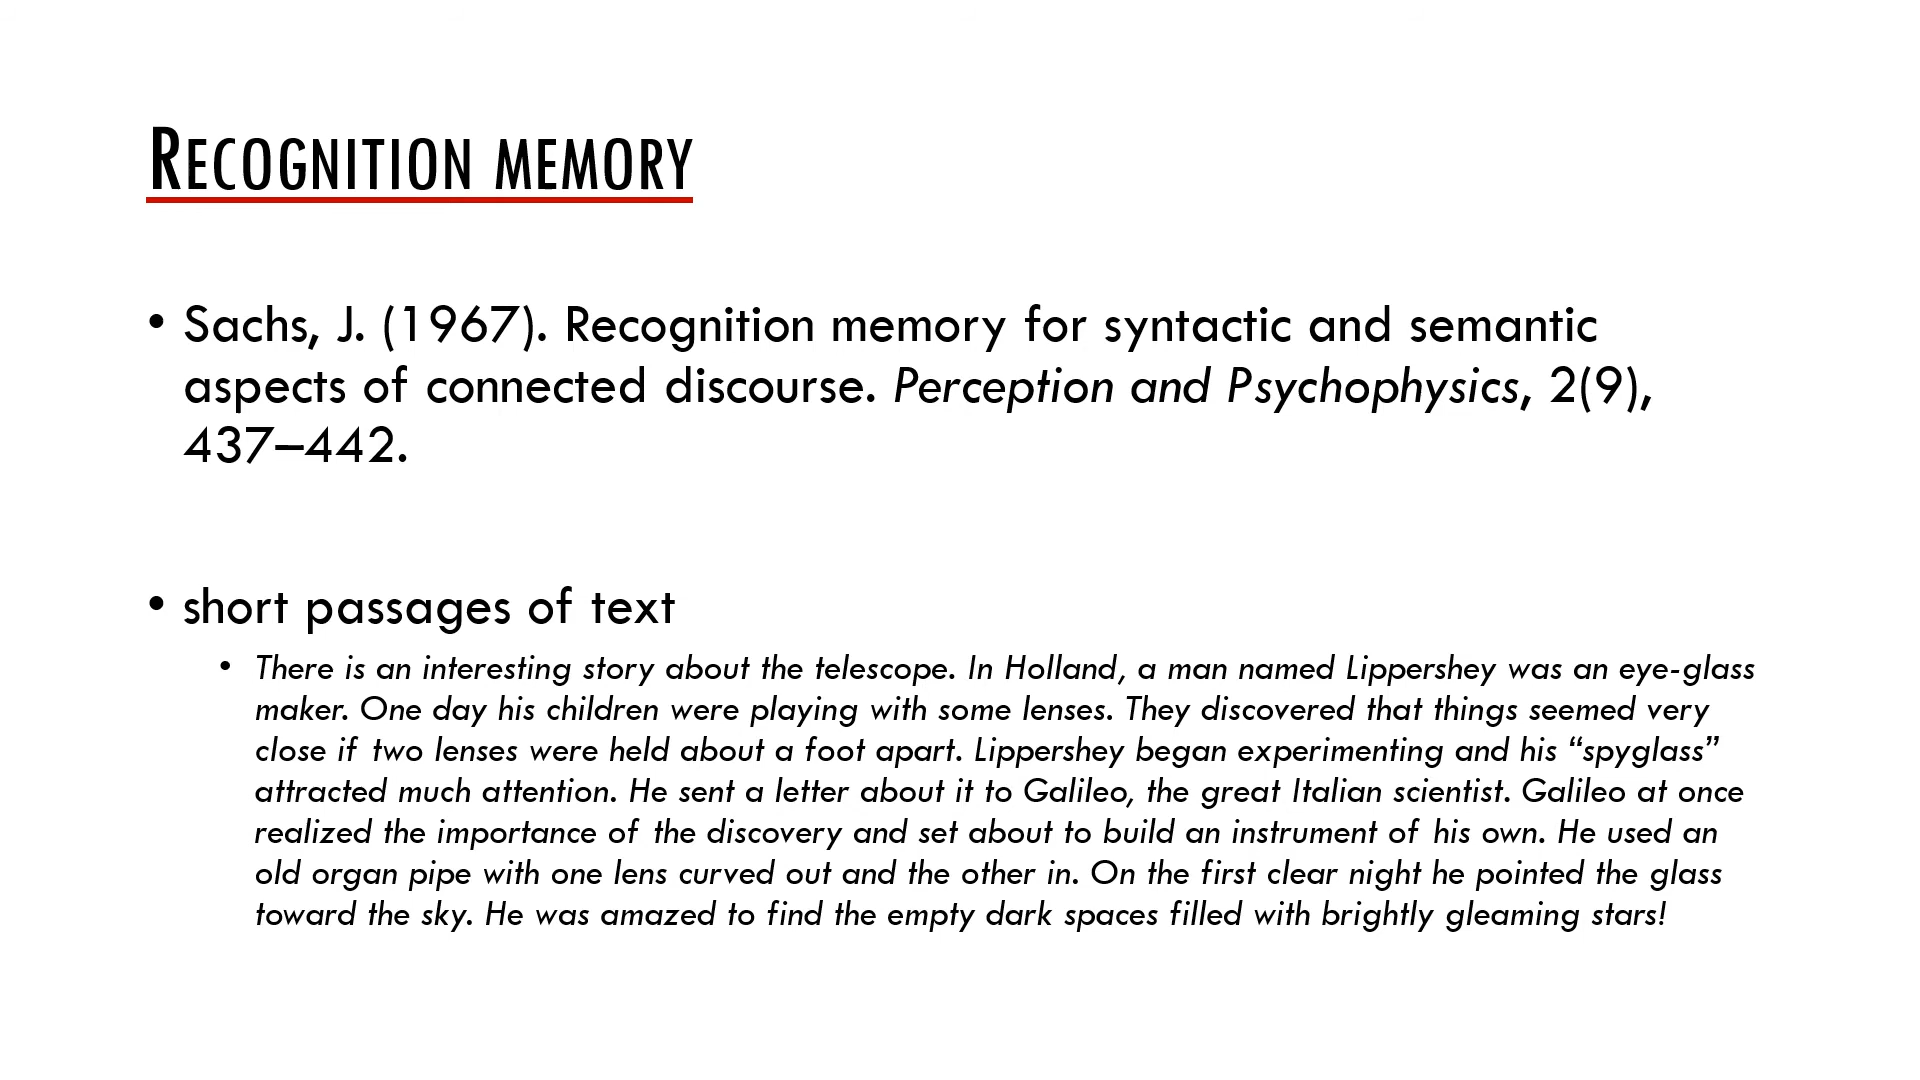 RECOGNITION MEMORY
• Sachs, J. (1967). Recognition memory for syntactic and semantic
aspects of connected discourse. Perception and Psychophysics, 2(9),
437–442.
• short passages of text
• There is an interesting story about the telescope. In Holland, a man named Lippershey was an eye-glass
maker. One day his children were playing with some lenses. They discovered that things seemed very
close if two lenses were held about a foot apart. Lippershey began experimenting and his “spyglass”
attracted much attention. He sent a letter about it to Galileo, the great Italian scientist. Galileo at once
realized the importance of the discovery and set about to build an instrument of his own. He used an
old organ pipe with one lens curved out and the other in. On the first clear night he pointed the glass
toward the sky. He was amazed to find the empty dark spaces filled with brightly gleaming stars!